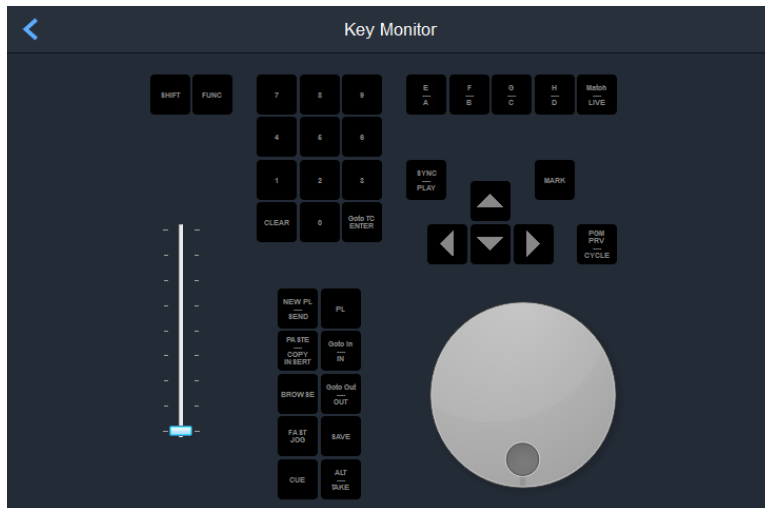 Key Monitor
SHIFT
FUNC
7
8
9
4
5
6
1
2
3
CLEAR
0
Goto TC
ENTER
E
----
A
F
----
B
G
----
C
H
----
D
Match
----
LIVE
SYNC
----
PLAY
MARK
PGM
PRV
----
CYCLE
NEW PL
----
SEND
PL
PASTE
----
COPY
INSERT
Goto In
----
IN
BROWSE
Goto Out
----
OUT
FAST
JOG
SAVE
CUE
ALT
----
TAKE